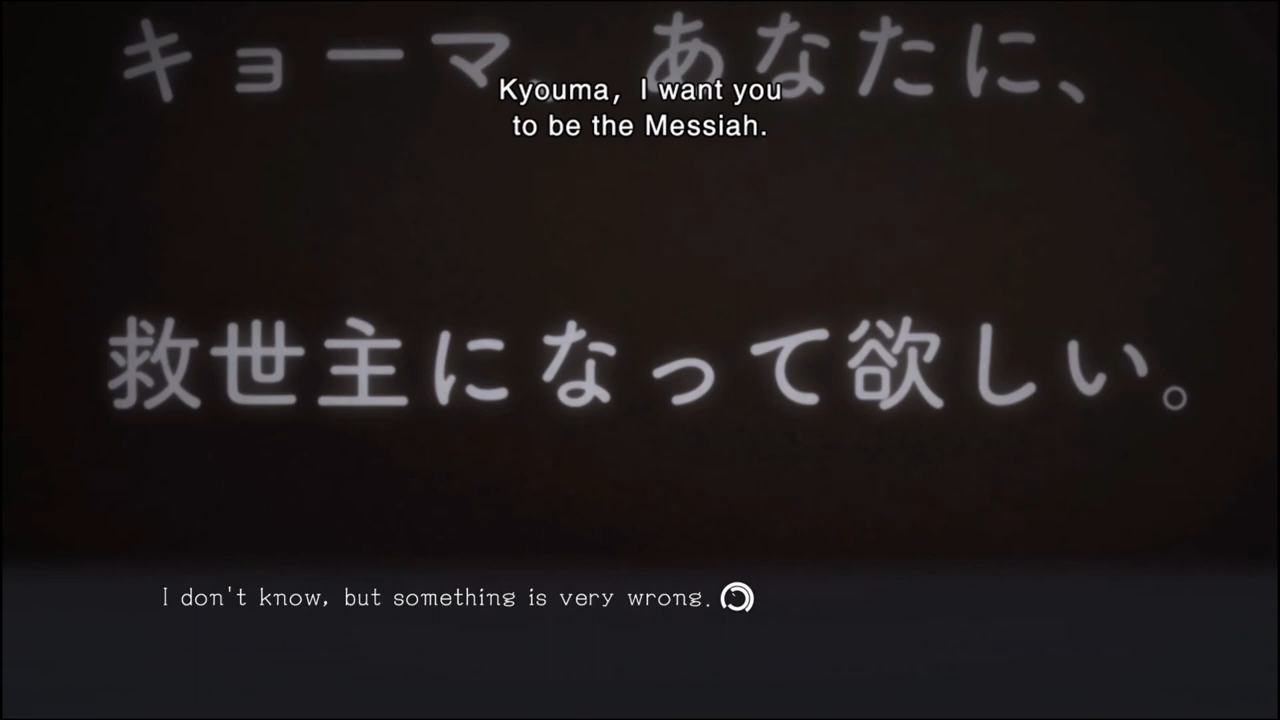 キョーマ、あなたに、
Kyouma, I want you
to be the Messiah.
救世主になって欲しい。
I don't know, but something is very wrong.